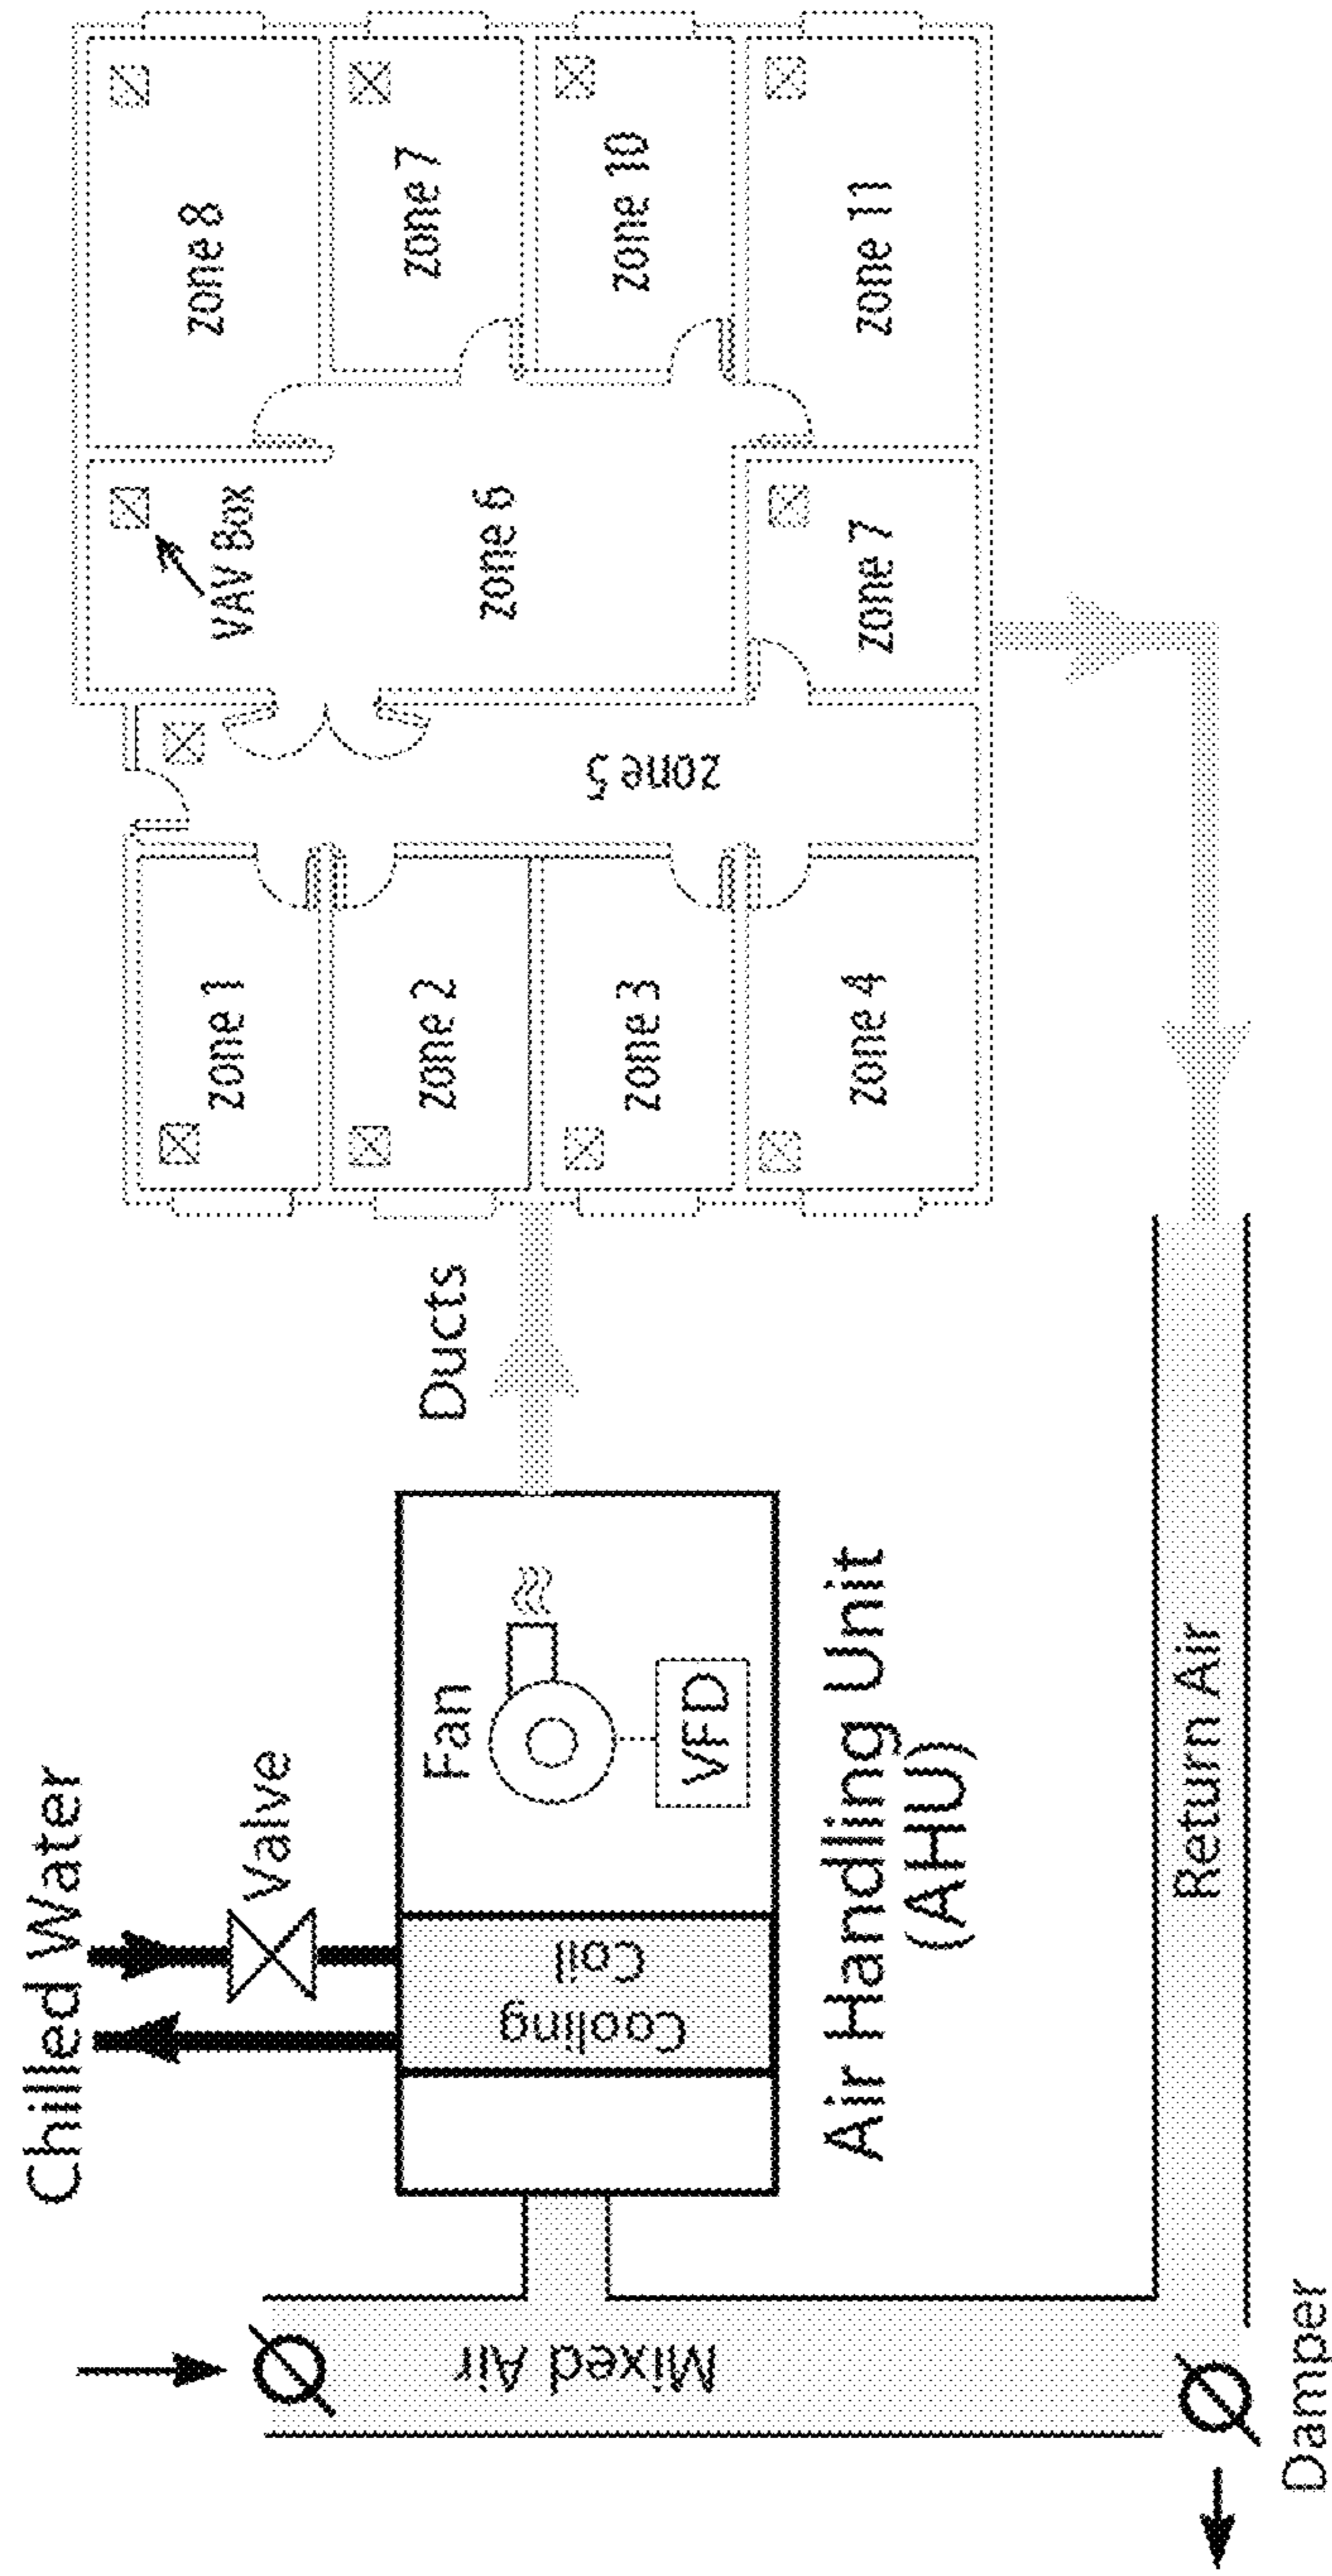 Chilled Water
Valve
Fan
VFD
Cooling
Coil
Air Handling Unit
(AHU)
Mixed Air
Return Air
Damper
Ducts
zone 1
zone 2
zone 3
zone 4
zone 5
VAV Box
zone 6
zone 7
zone 8
zone 7
zone 10
zone 11